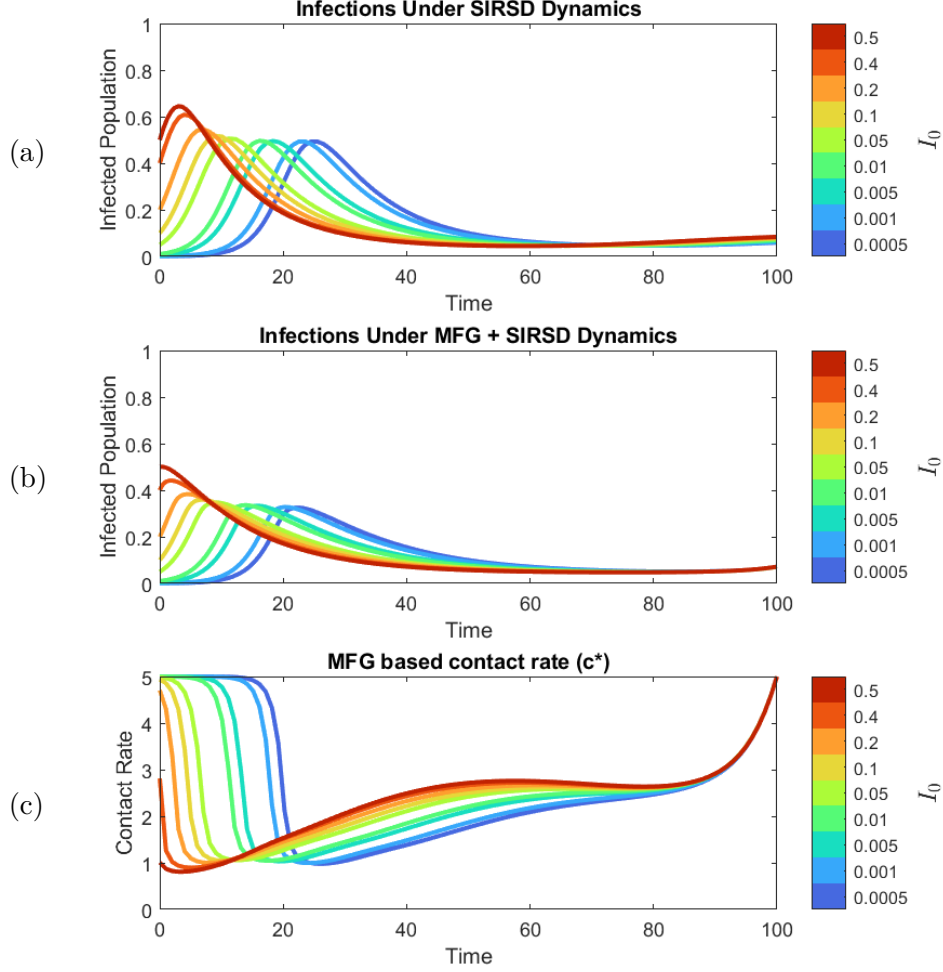 Infections Under SIRSD Dynamics
(a)
Infected Population
1
0.8
0.6
0.4
0.2
0
0 20 40 60 80 100
Time
0.5
0.4
0.2
0.1
0.05
0.01
0.005
0.001
0.0005
I0
Infections Under MFG + SIRSD Dynamics
(b)
Infected Population
1
0.8
0.6
0.4
0.2
0
0 20 40 60 80 100
Time
0.5
0.4
0.2
0.1
0.05
0.01
0.005
0.001
0.0005
I0
MFG based contact rate (c*)
(c)
Contact Rate
5
4
3
2
1
0
0 20 40 60 80 100
Time
0.5
0.4
0.2
0.1
0.05
0.01
0.005
0.001
0.0005
I0